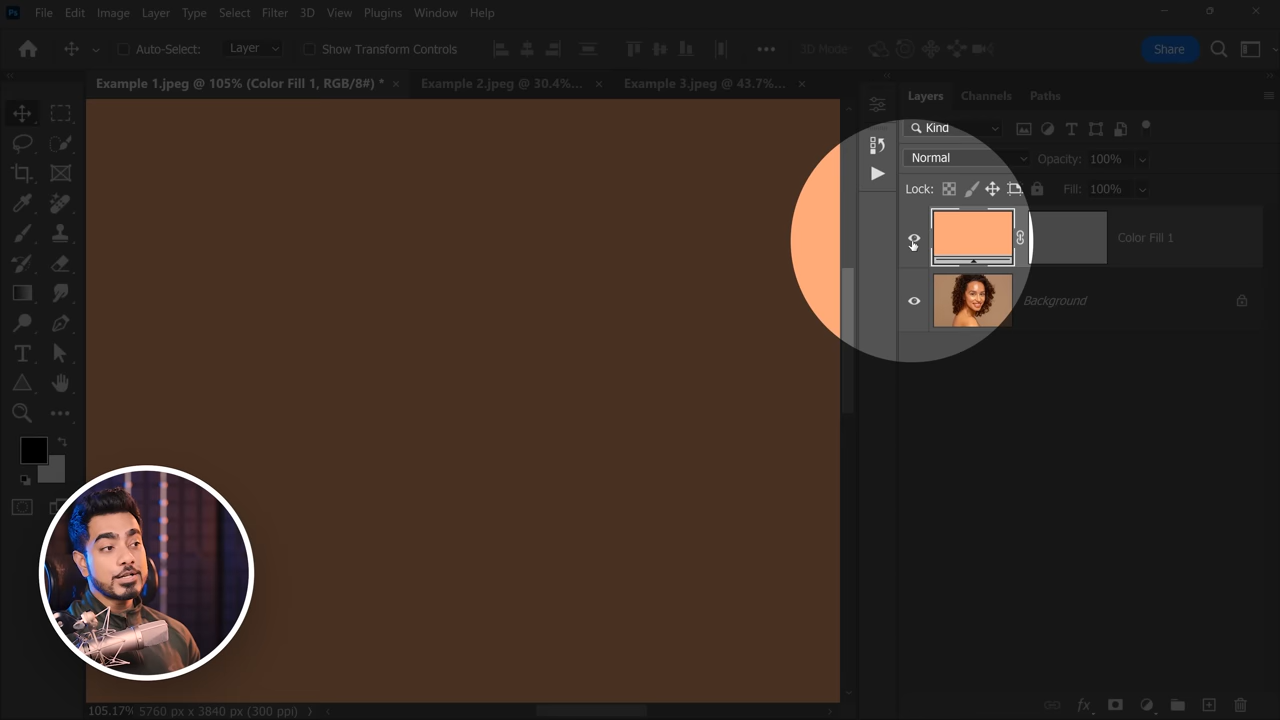 Ps File Edit Image Layer Type Select Filter 3D View Plugins Window Help
Auto-Select: Layer Show Transform Controls 3D Mode: Share
Example 1.jpeg @ 105% (Color Fill 1, RGB/8#) * Example 2.jpeg @ 30.4%... Example 3.jpeg @ 43.7%...
Layers Channels Paths
Kind
Normal Opacity: 100%
Lock: Fill: 100%
Color Fill 1
Background
105.17% 5760 px x 3840 px (300 ppi)